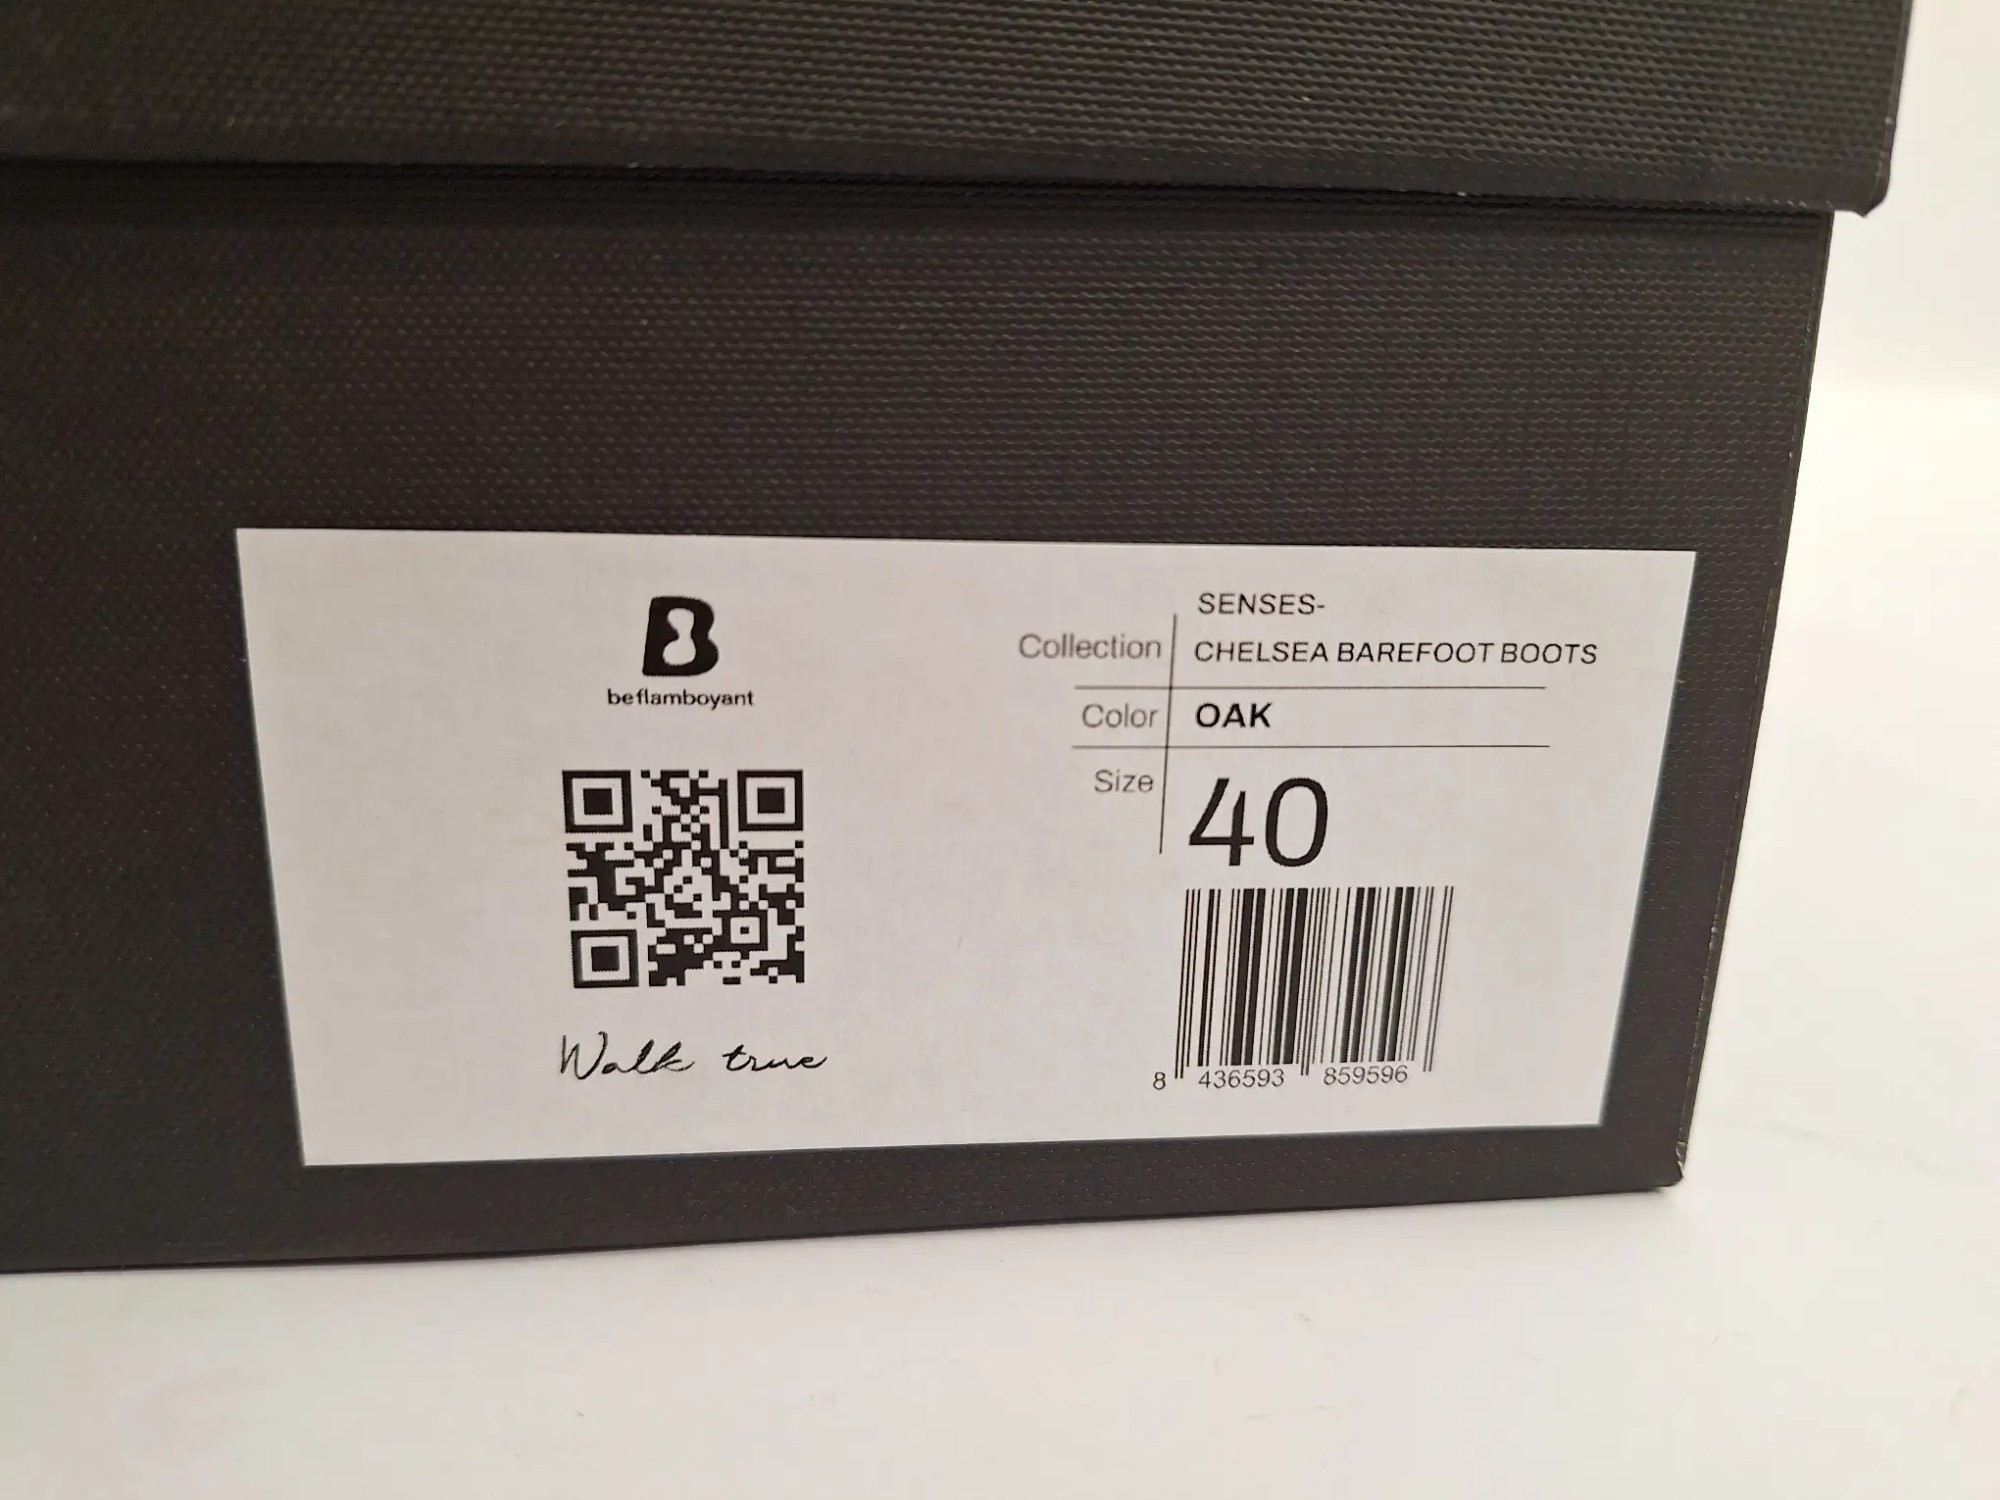 B
beflamboyant
Walk true
Collection SENSES-
CHELSEA BAREFOOT BOOTS
Color OAK
Size 40
8 436593 859596